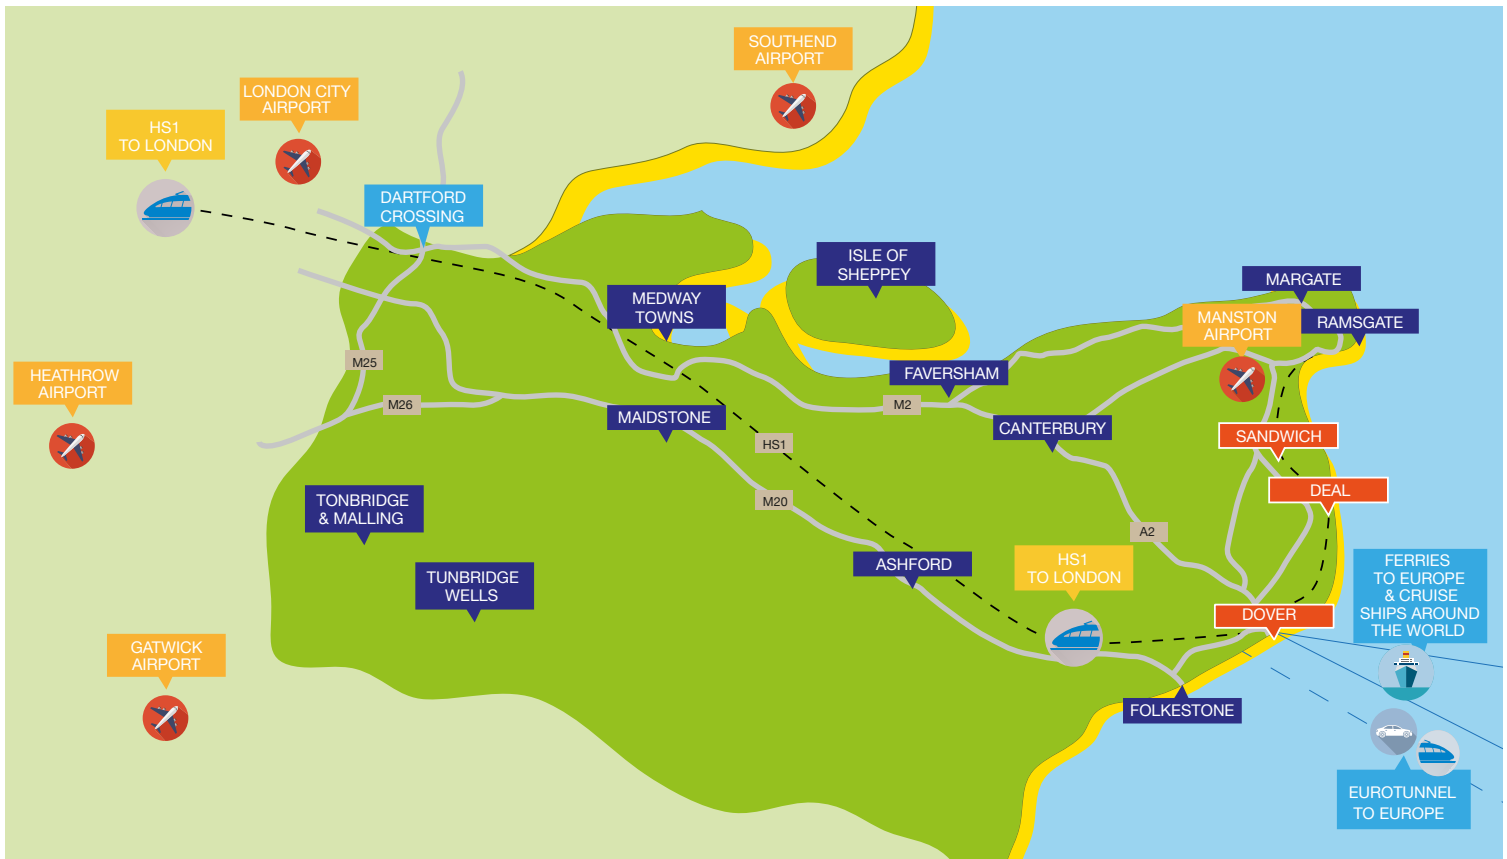 SOUTHEND
AIRPORT
LONDON CITY
AIRPORT
HS1
TO LONDON
DARTFORD
CROSSING
ISLE OF
SHEPPEY
MARGATE
MEDWAY
TOWNS
MANSTON
AIRPORT
RAMSGATE
M25
HEATHROW
AIRPORT
FAVERSHAM
M26
M2
MAIDSTONE
CANTERBURY
SANDWICH
HS1
DEAL
M20
TONBRIDGE
& MALLING
A2
ASHFORD
HS1
TO LONDON
FERRIES
TO EUROPE
& CRUISE
SHIPS AROUND
THE WORLD
TUNBRIDGE
WELLS
DOVER
GATWICK
AIRPORT
FOLKESTONE
EUROTUNNEL
TO EUROPE